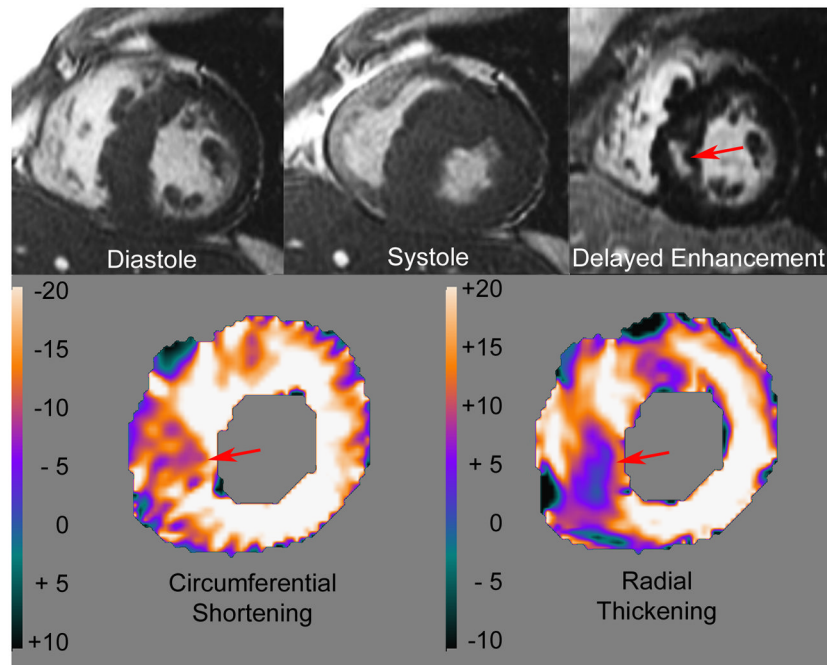 Diastole
Systole
Delayed Enhancement
-20
-15
-10
- 5
0
+ 5
+10
Circumferential
Shortening
+20
+15
+10
+ 5
0
- 5
-10
Radial
Thickening